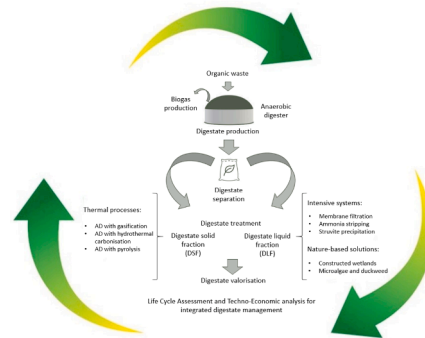 Organic waste
Biogas
production
Anaerobic
digester
Digestate production
Digestate
separation
Thermal processes:
• AD with gasification
• AD with hydrothermal
carbonisation
• AD with pyrolysis
Digestate treatment
Digestate solid
fraction
(DSF)
Digestate liquid
fraction
(DLF)
Intensive systems:
• Membrane filtration
• Ammonia stripping
• Struvite precipitation
Nature-based solutions:
• Constructed wetlands
• Microalgue and duckweed
Digestate valorisation
Life Cycle Assessment and Techno-Economic analysis for
integrated digestate management